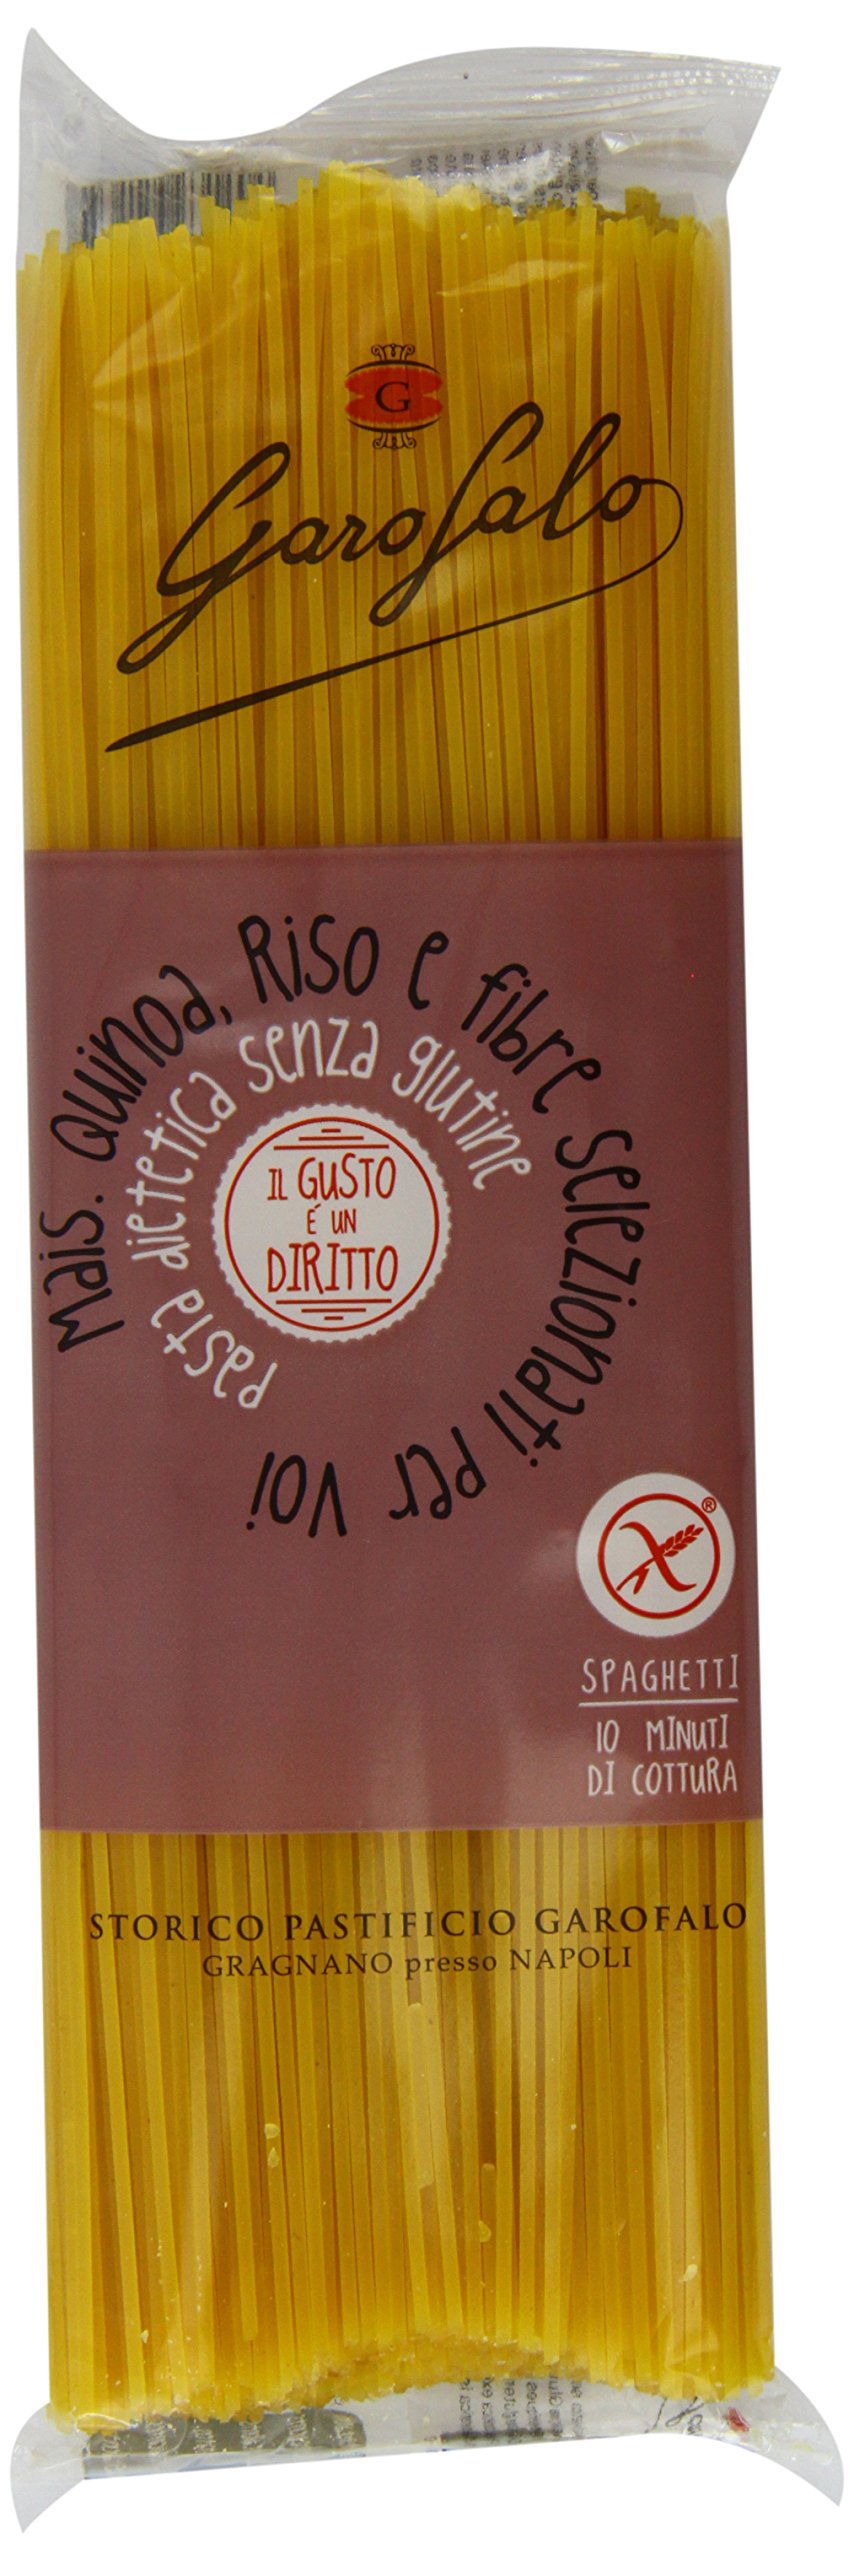 G
Garofalo
Mais. Quinoa, Riso e fibre selezionati per voi
pasta dietetica senza glutine
IL GUSTO
É UN
DIRITTO
®
SPAGHETTI
10 MINUTI
DI COTTURA
STORICO PASTIFICIO GAROFALO
GRAGNANO presso NAPOLI